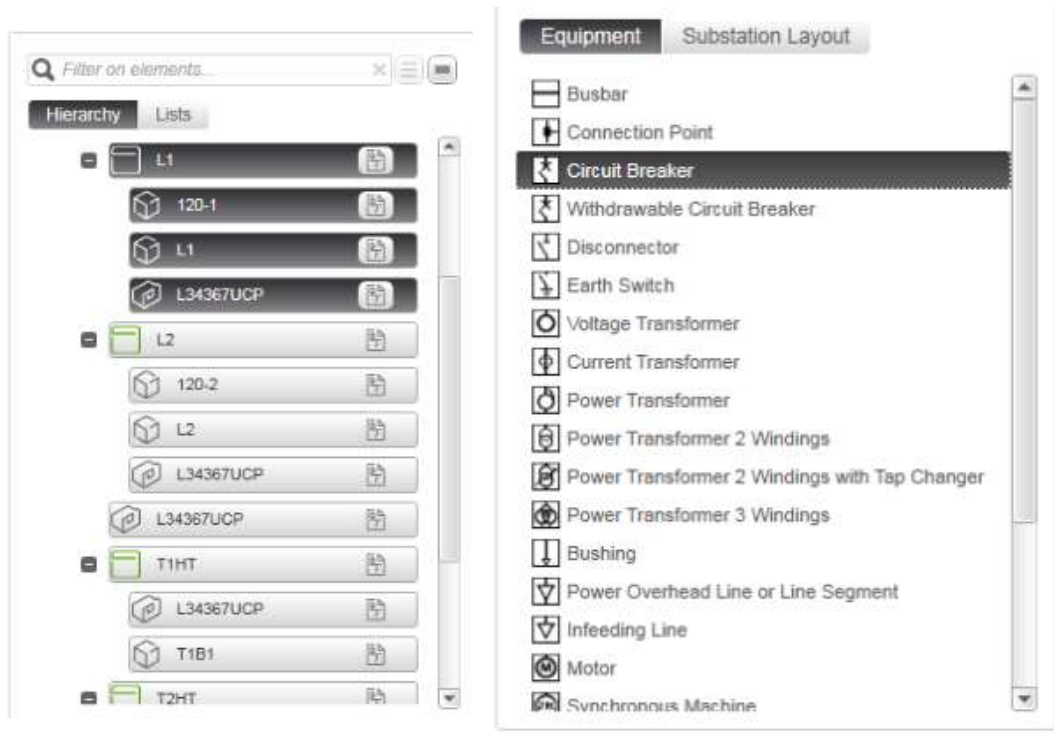 Filter on elements...
Hierarchy Lists
L1
120-1
L1
L34367UCP
L2
120-2
L2
L34367UCP
L34367UCP
T1HT
L34367UCP
T1B1
T2HT
Equipment Substation Layout
Busbar
Connection Point
Circuit Breaker
Withdrawable Circuit Breaker
Disconnector
Earth Switch
Voltage Transformer
Current Transformer
Power Transformer
Power Transformer 2 Windings
Power Transformer 2 Windings with Tap Changer
Power Transformer 3 Windings
Bushing
Power Overhead Line or Line Segment
Infeeding Line
Motor
Synchronous Machine